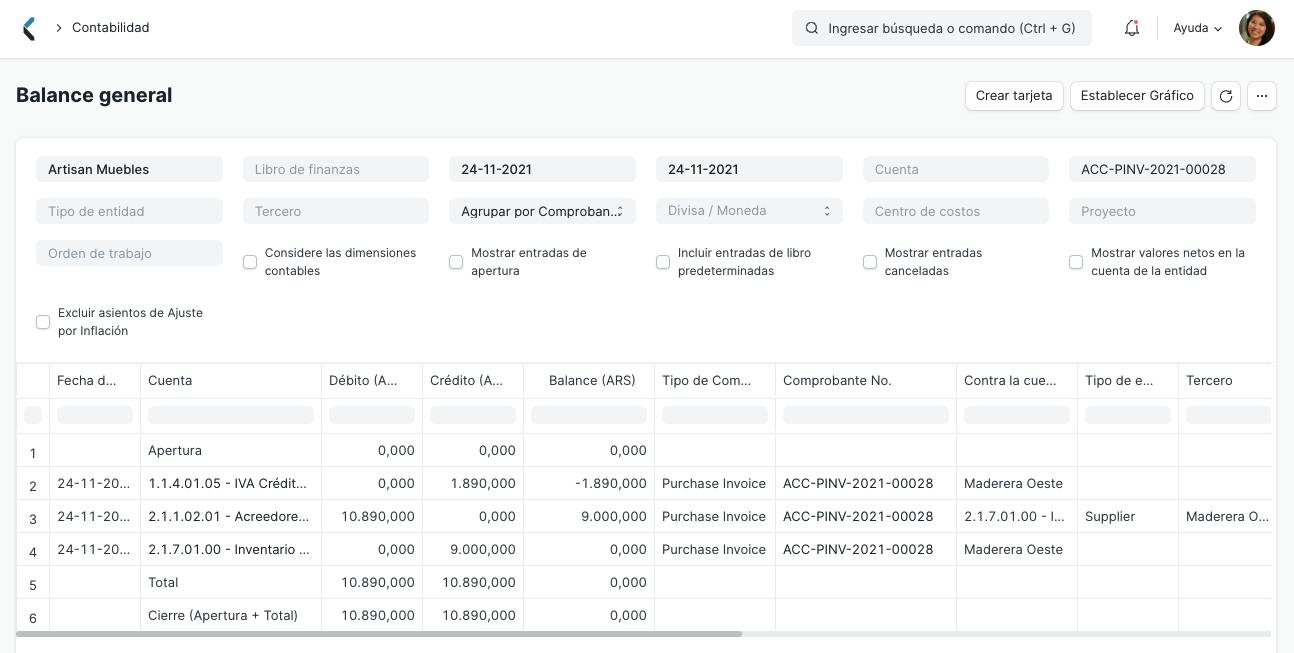 Contabilidad
Ingresar búsqueda o comando (Ctrl + G)
Ayuda
Balance general
Crear tarjeta
Establecer Gráfico
Artisan Muebles
Libro de finanzas
24-11-2021
24-11-2021
Cuenta
ACC-PINV-2021-00028
Tipo de entidad
Tercero
Agrupar por Comproban...
Divisa / Moneda
Centro de costos
Proyecto
Orden de trabajo
Considere las dimensiones
contables
Mostrar entradas de
apertura
Incluir entradas de libro
predeterminadas
Mostrar entradas
canceladas
Mostrar valores netos en la
cuenta de la entidad
Excluir asientos de Ajuste
por Inflación
Fecha d... Cuenta Débito (A... Crédito (A... Balance (ARS) Tipo de Com... Comprobante No. Contra la cue... Tipo de e... Tercero
1 Apertura 0,000 0,000 0,000
2 24-11-20... 1.1.4.01.05 - IVA Crédit... 0,000 1.890,000 -1.890,000 Purchase Invoice ACC-PINV-2021-00028 Maderera Oeste
3 24-11-20... 2.1.1.02.01 - Acreedore... 10.890,000 0,000 9.000,000 Purchase Invoice ACC-PINV-2021-00028 2.1.7.01.00 - I... Supplier Maderera O...
4 24-11-20... 2.1.7.01.00 - Inventario ... 0,000 9.000,000 0,000 Purchase Invoice ACC-PINV-2021-00028 Maderera Oeste
5 Total 10.890,000 10.890,000 0,000
6 Cierre (Apertura + Total) 10.890,000 10.890,000 0,000